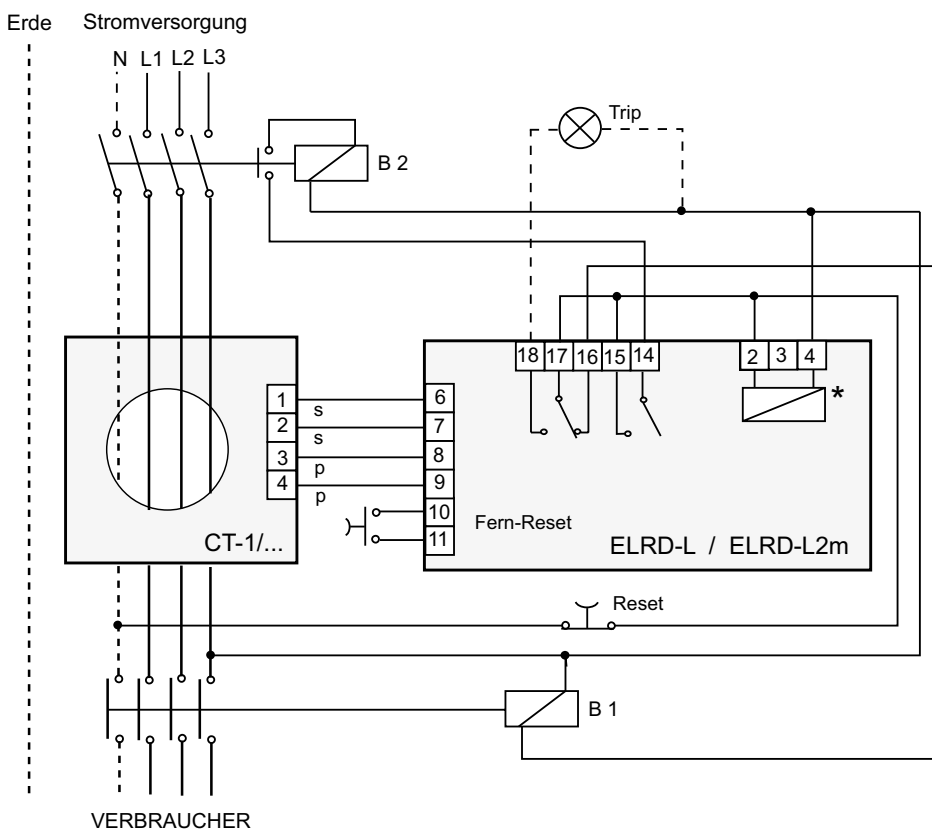 Erde Stromversorgung
N L1 L2 L3
Trip
B 2
18 17 16 15 14 2 3 4
*
1 s 6
2 s 7
3 p 8
4 p 9
10
Fern-Reset
11
CT-1/... ELRD-L / ELRD-L2m
Reset
B 1
VERBRAUCHER